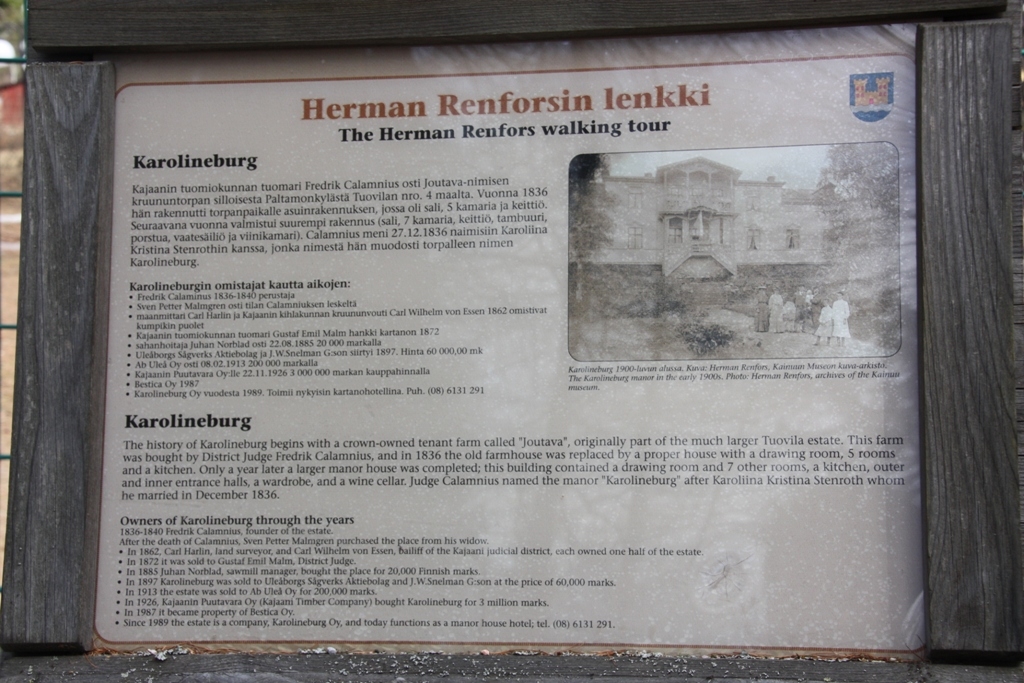 Herman Renforsin lenkki
The Herman Renfors walking tour
Karolineburg
Kajaanin tuomiokunnan tuomari Fredrik Calamnius osti Joutava-nimisen
kruununtorpan silloisesta Paltamonkylästä Tuovilan nro. 4 maalta. Vuonna 1836
hän rakennutti torpanpaikalle asuinrakennuksen, jossa oli sali, 5 kamaria ja keittiö.
Seuraavana vuonna valmistui suurempi rakennus (sali, 7 kamaria, keittiö, tambuuri,
porstua, vaatesäiliö ja viinikamari). Calamnius meni 27.12.1836 naimisiin Karoliina
Kristina Stenrothin kanssa, jonka nimestä hän muodosti torpalleen nimen
Karolineburg.
Karolineburgin omistajat kautta aikojen:
• Fredrik Calaminus 1836-1840 perustaja
• Sven Petter Malmgren osti tilan Calamniuksen leskeltä
• maanmittari Carl Harlin ja Kajaanin kihlakunnan kruununvouti Carl Wilhelm von Essen 1862 omistivat
kumpikin puolet
• Kajaanin tuomiokunnan tuomari Gustaf Emil Malm hankki kartanon 1872
• sahanhoitaja Juhan Norblad osti 22.08.1885 20 000 markalla
• Uleåborgs Sågverks Aktiebolag ja J.W.Snelman G:son siirtyi 1897. Hinta 60 000,00 mk
• Ab Uleå Oy osti 08.02.1913 200 000 markalla
• Kajaanin Puutavara Oy:lle 22.11.1926 3 000 000 markan kauppahinnalla
• Bestica Oy 1987
• Karolineburg Oy vuodesta 1989. Toimii nykyisin kartanohotellina. Puh. (08) 6131 291
Karolineburg 1900-luvun alussa. Kuva: Herman Renfors, Kainuun Museon kuva-arkisto.
The Karolineburg manor in the early 1900s. Photo: Herman Renfors, archives of the Kainuu
museum.
Karolineburg
The history of Karolineburg begins with a crown-owned tenant farm called "Joutava", originally part of the much larger Tuovila estate. This farm
was bought by District Judge Fredrik Calamnius, and in 1836 the old farmhouse was replaced by a proper house with a drawing room, 5 rooms
and a kitchen. Only a year later a larger manor house was completed; this building contained a drawing room and 7 other rooms, a kitchen, outer
and inner entrance halls, a wardrobe, and a wine cellar. Judge Calamnius named the manor "Karolineburg" after Karoliina Kristina Stenroth whom
he married in December 1836.
Owners of Karolineburg through the years
1836-1840 Fredrik Calamnius, founder of the estate.
After the death of Calamnius, Sven Petter Malmgren purchased the place from his widow.
• In 1862, Carl Harlin, land surveyor, and Carl Wilhelm von Essen, bailiff of the Kajaani judicial district, each owned one half of the estate.
• In 1872 it was sold to Gustaf Emil Malm, District Judge.
• In 1885 Juhan Norblad, sawmill manager, bought the place for 20,000 Finnish marks.
• In 1897 Karolineburg was sold to Uleåborgs Sågverks Aktiebolag and J.W.Snelman G:son at the price of 60,000 marks.
• In 1913 the estate was sold to Ab Uleå Oy for 200,000 marks.
• In 1926, Kajaanin Puutavara Oy (Kajaani Timber Company) bought Karolineburg for 3 million marks.
• In 1987 it became property of Bestica Oy.
• Since 1989 the estate is a company, Karolineburg Oy, and today functions as a manor house hotel; tel. (08) 6131 291.